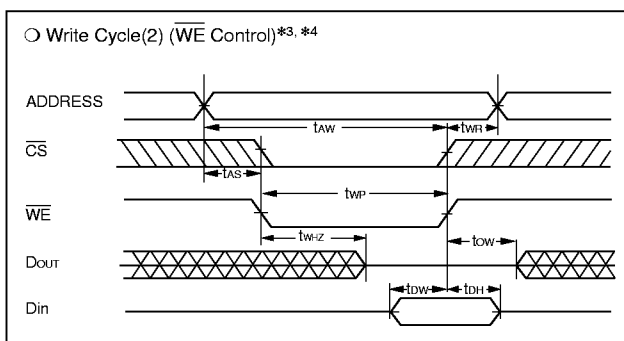 ○ Write Cycle(2) (WE Control)*3, *4
ADDRESS
tAW
tWR
CS
tAS
tWP
WE
tWHZ
tOW
DOUT
tDW
tDH
Din